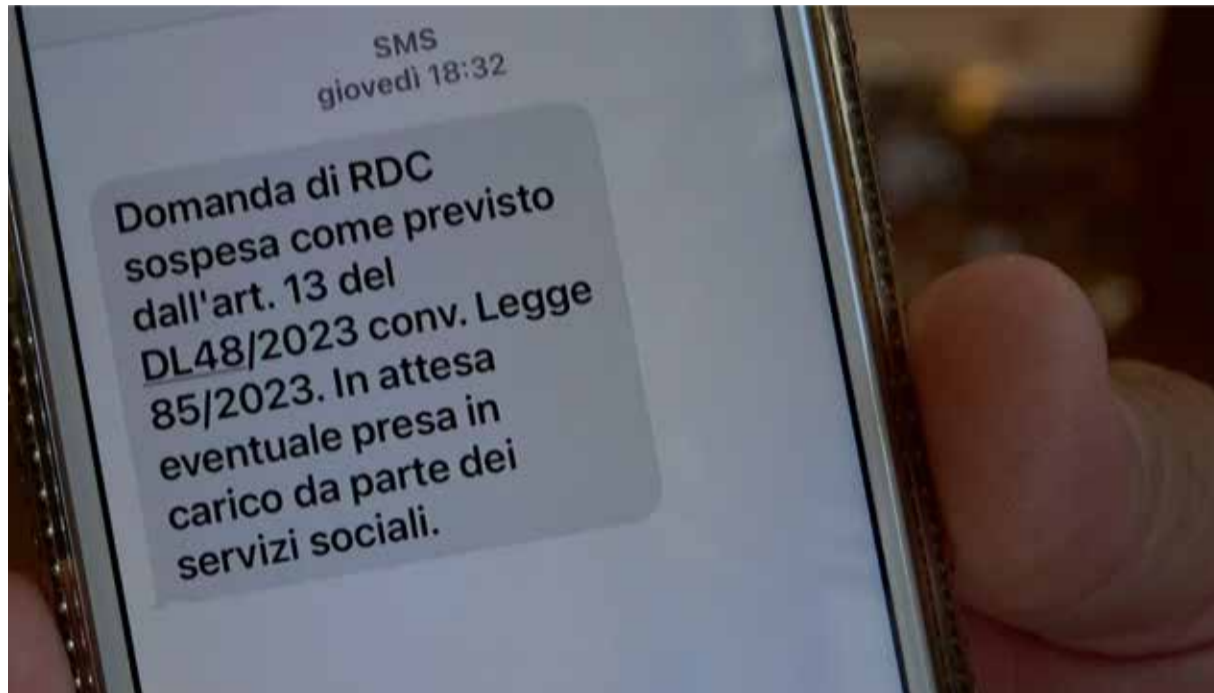 SMS
giovedì 18:32
Domanda di RDC
sospesa come previsto
dall'art. 13 del
DL48/2023 conv. Legge
85/2023. In attesa
eventuale presa in
carico da parte dei
servizi sociali.